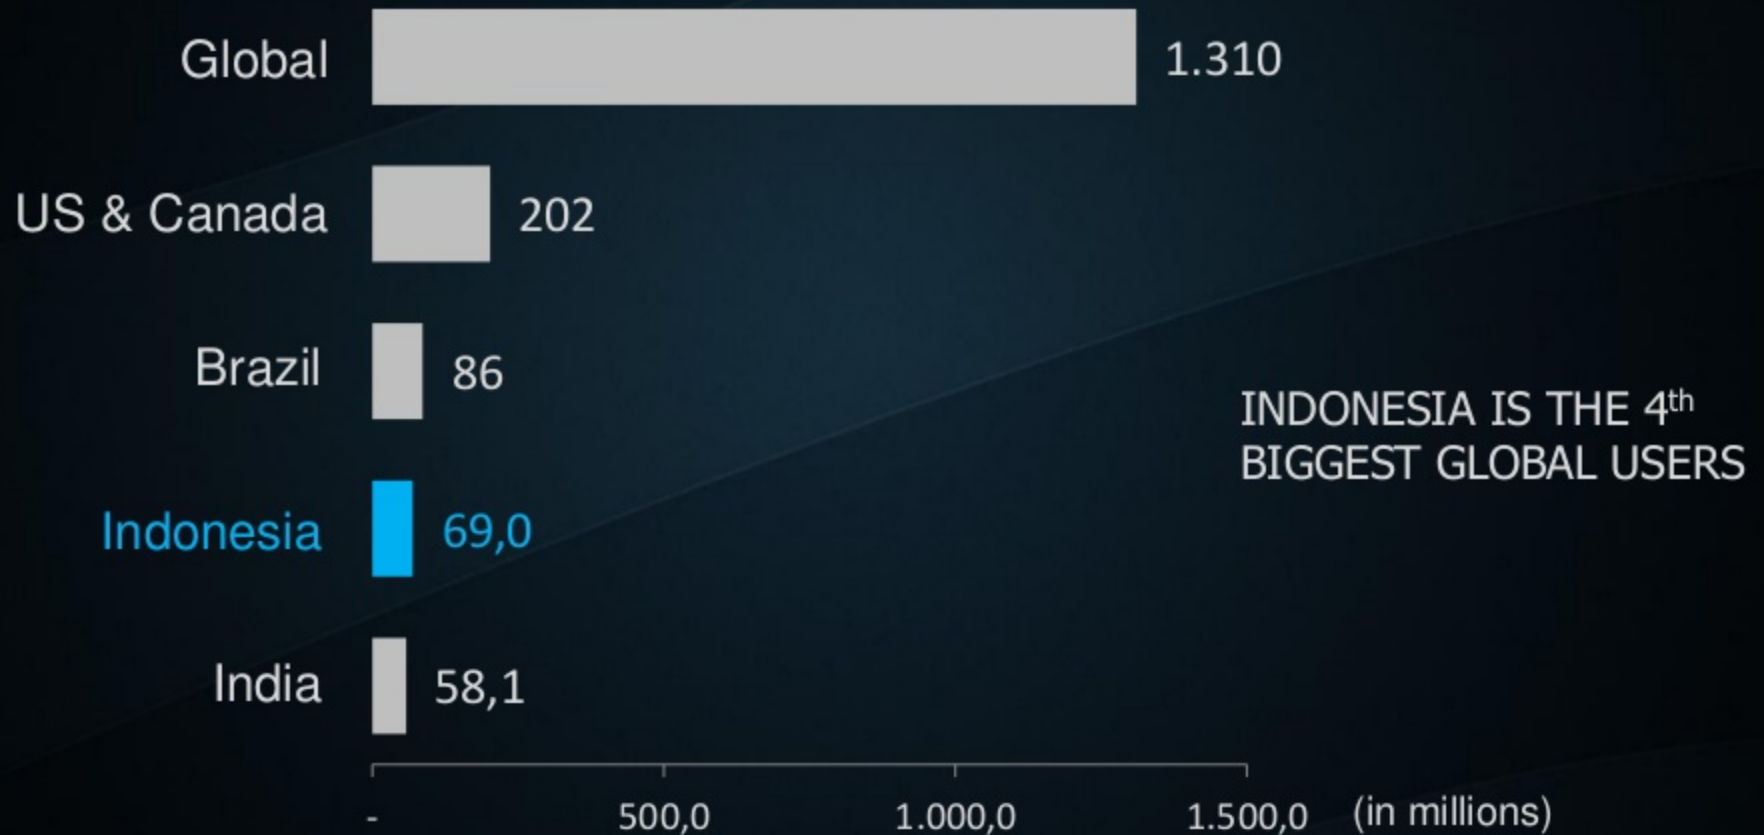 Global 1.310
US & Canada 202
Brazil 86
INDONESIA IS THE 4th
BIGGEST GLOBAL USERS
Indonesia 69,0
India 58,1
- 500,0 1.000,0 1.500,0 (in millions)